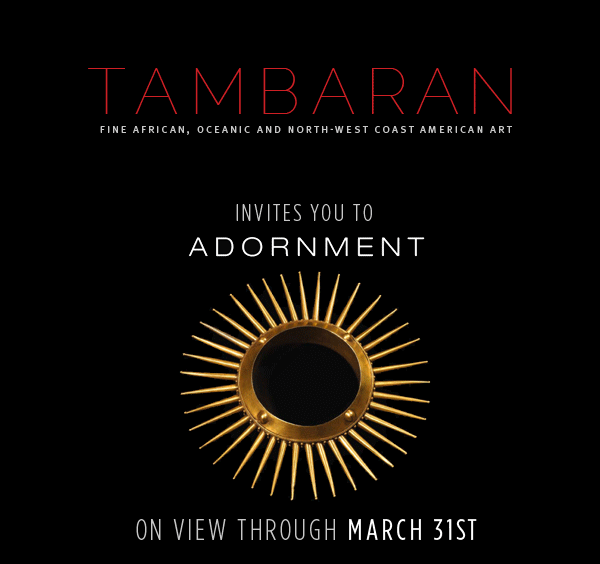 TAMBARAN
FINE AFRICAN, OCEANIC AND NORTH-WEST COAST AMERICAN ART
INVITES YOU TO
ADORNMENT
ON VIEW THROUGH MARCH 31ST